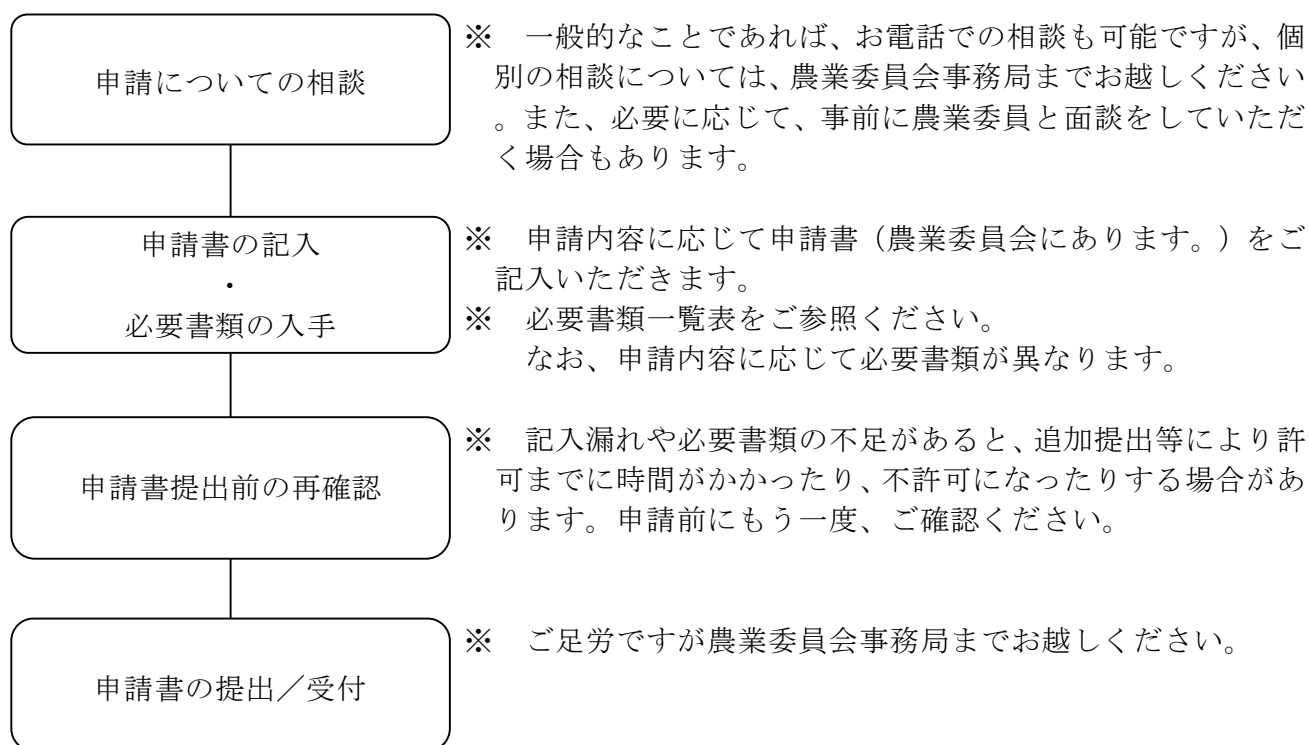 申請についての相談
※　一般的なことであれば、お電話での相談も可能ですが、個
別の相談については、農業委員会事務局までお越しください
。また、必要に応じて、事前に農業委員と面談をしていただ
く場合もあります。
申請書の記入
・
必要書類の入手
※　申請内容に応じて申請書（農業委員会にあります。）をご
記入いただきます。
※　必要書類一覧表をご参照ください。
なお、申請内容に応じて必要書類が異なります。
申請書提出前の再確認
※　記入漏れや必要書類の不足があると、追加提出等により許
可までに時間がかかったり、不許可になったりする場合があ
ります。申請前にもう一度、ご確認ください。
申請書の提出／受付
※　ご足労ですが農業委員会事務局までお越しください。